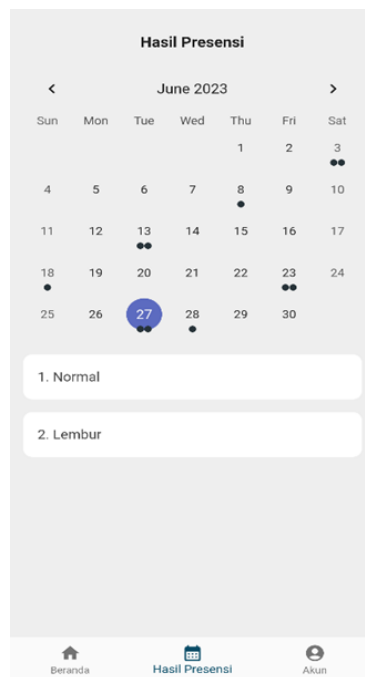 Hasil Presensi
< June 2023 >
Sun Mon Tue Wed Thu Fri Sat
1 2 3
4 5 6 7 8 9 10
11 12 13 14 15 16 17
18 19 20 21 22 23 24
25 26 27 28 29 30
1. Normal
2. Lembur
Beranda Hasil Presensi Akun